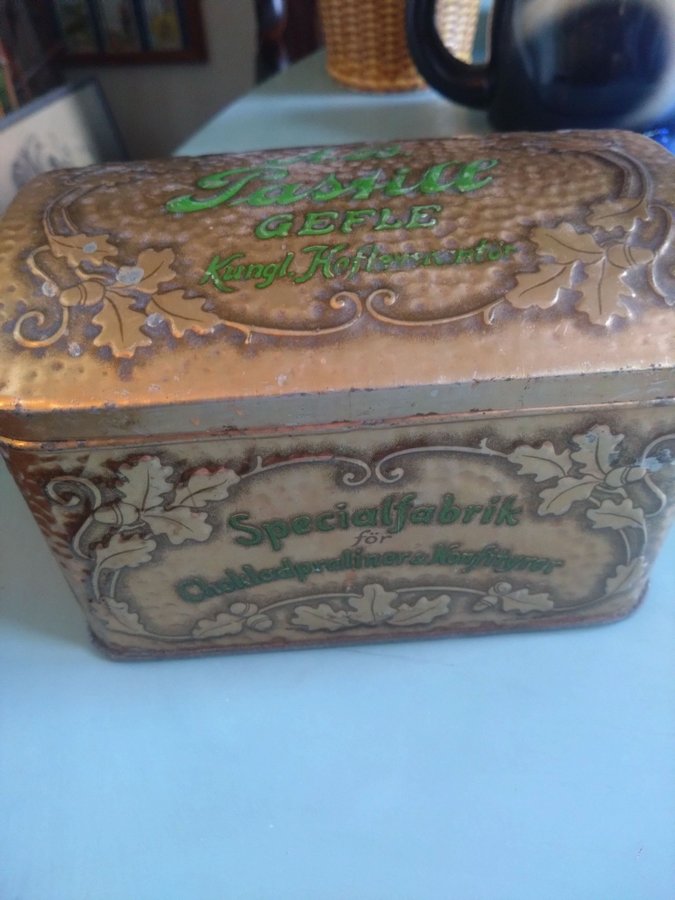 Pastill
GEFLE
Kungl. Hofleverantör
Specialfabrik
för
Chokladpraliner o. Konfityrer